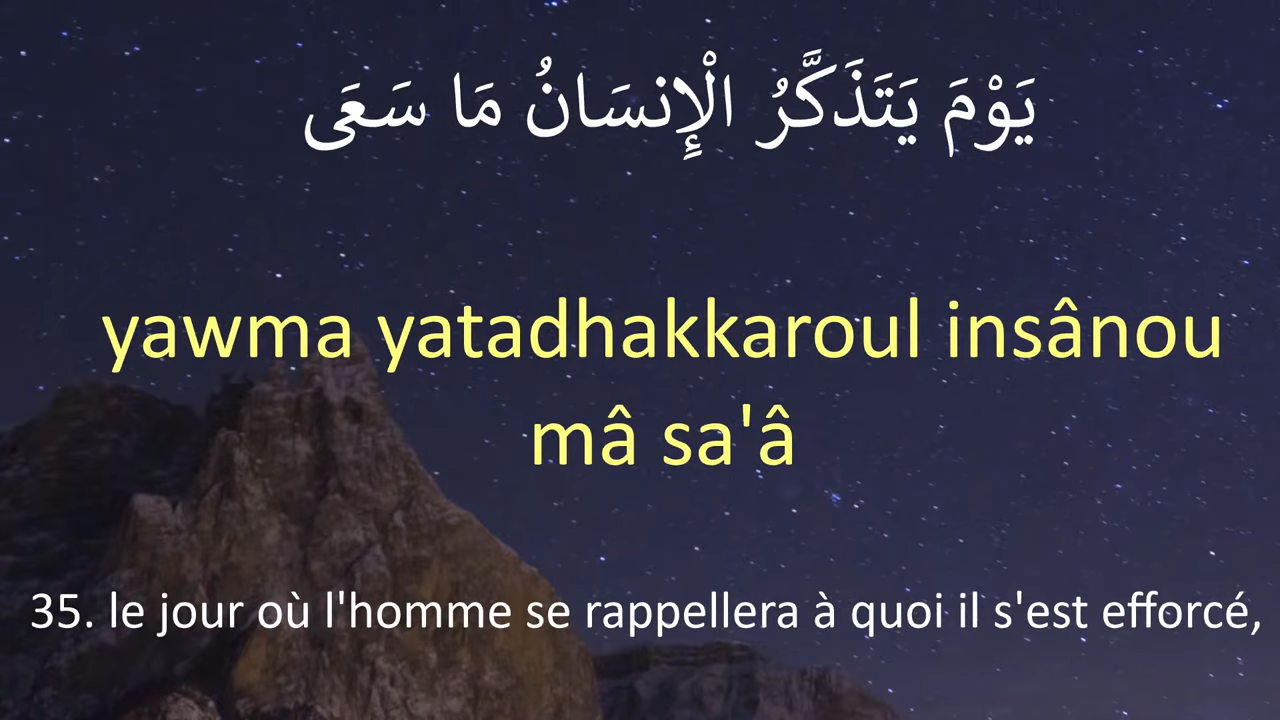 يَوْمَ يَتَذَكَّرُ الْإِنسَانُ مَا سَعَى
yawma yatadhakkaroul insânou
mâ sa'â
35. le jour où l'homme se rappellera à quoi il s'est efforcé,